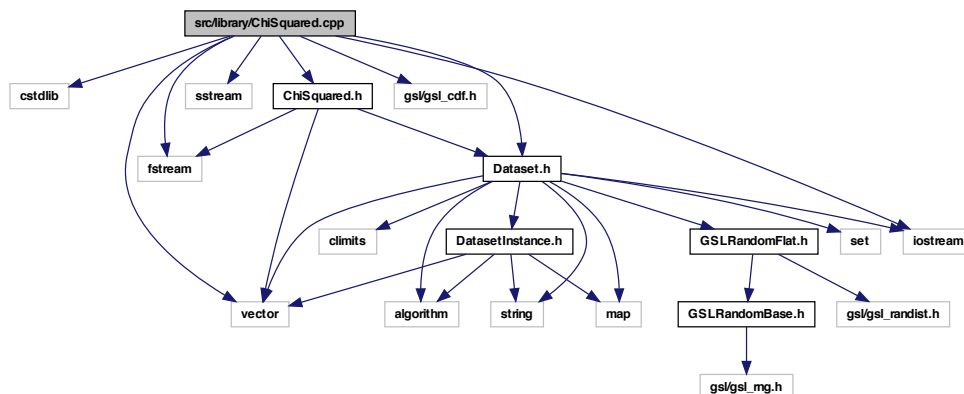 src/library/ChiSquared.cpp
cstdlib
sstream
ChiSquared.h
gsl/gsl_cdf.h
fstream
Dataset.h
climits
DatasetInstance.h
GSLRandomFlat.h
set
iostream
vector
algorithm
string
map
GSLRandomBase.h
gsl/gsl_randist.h
gsl/gsl_rng.h